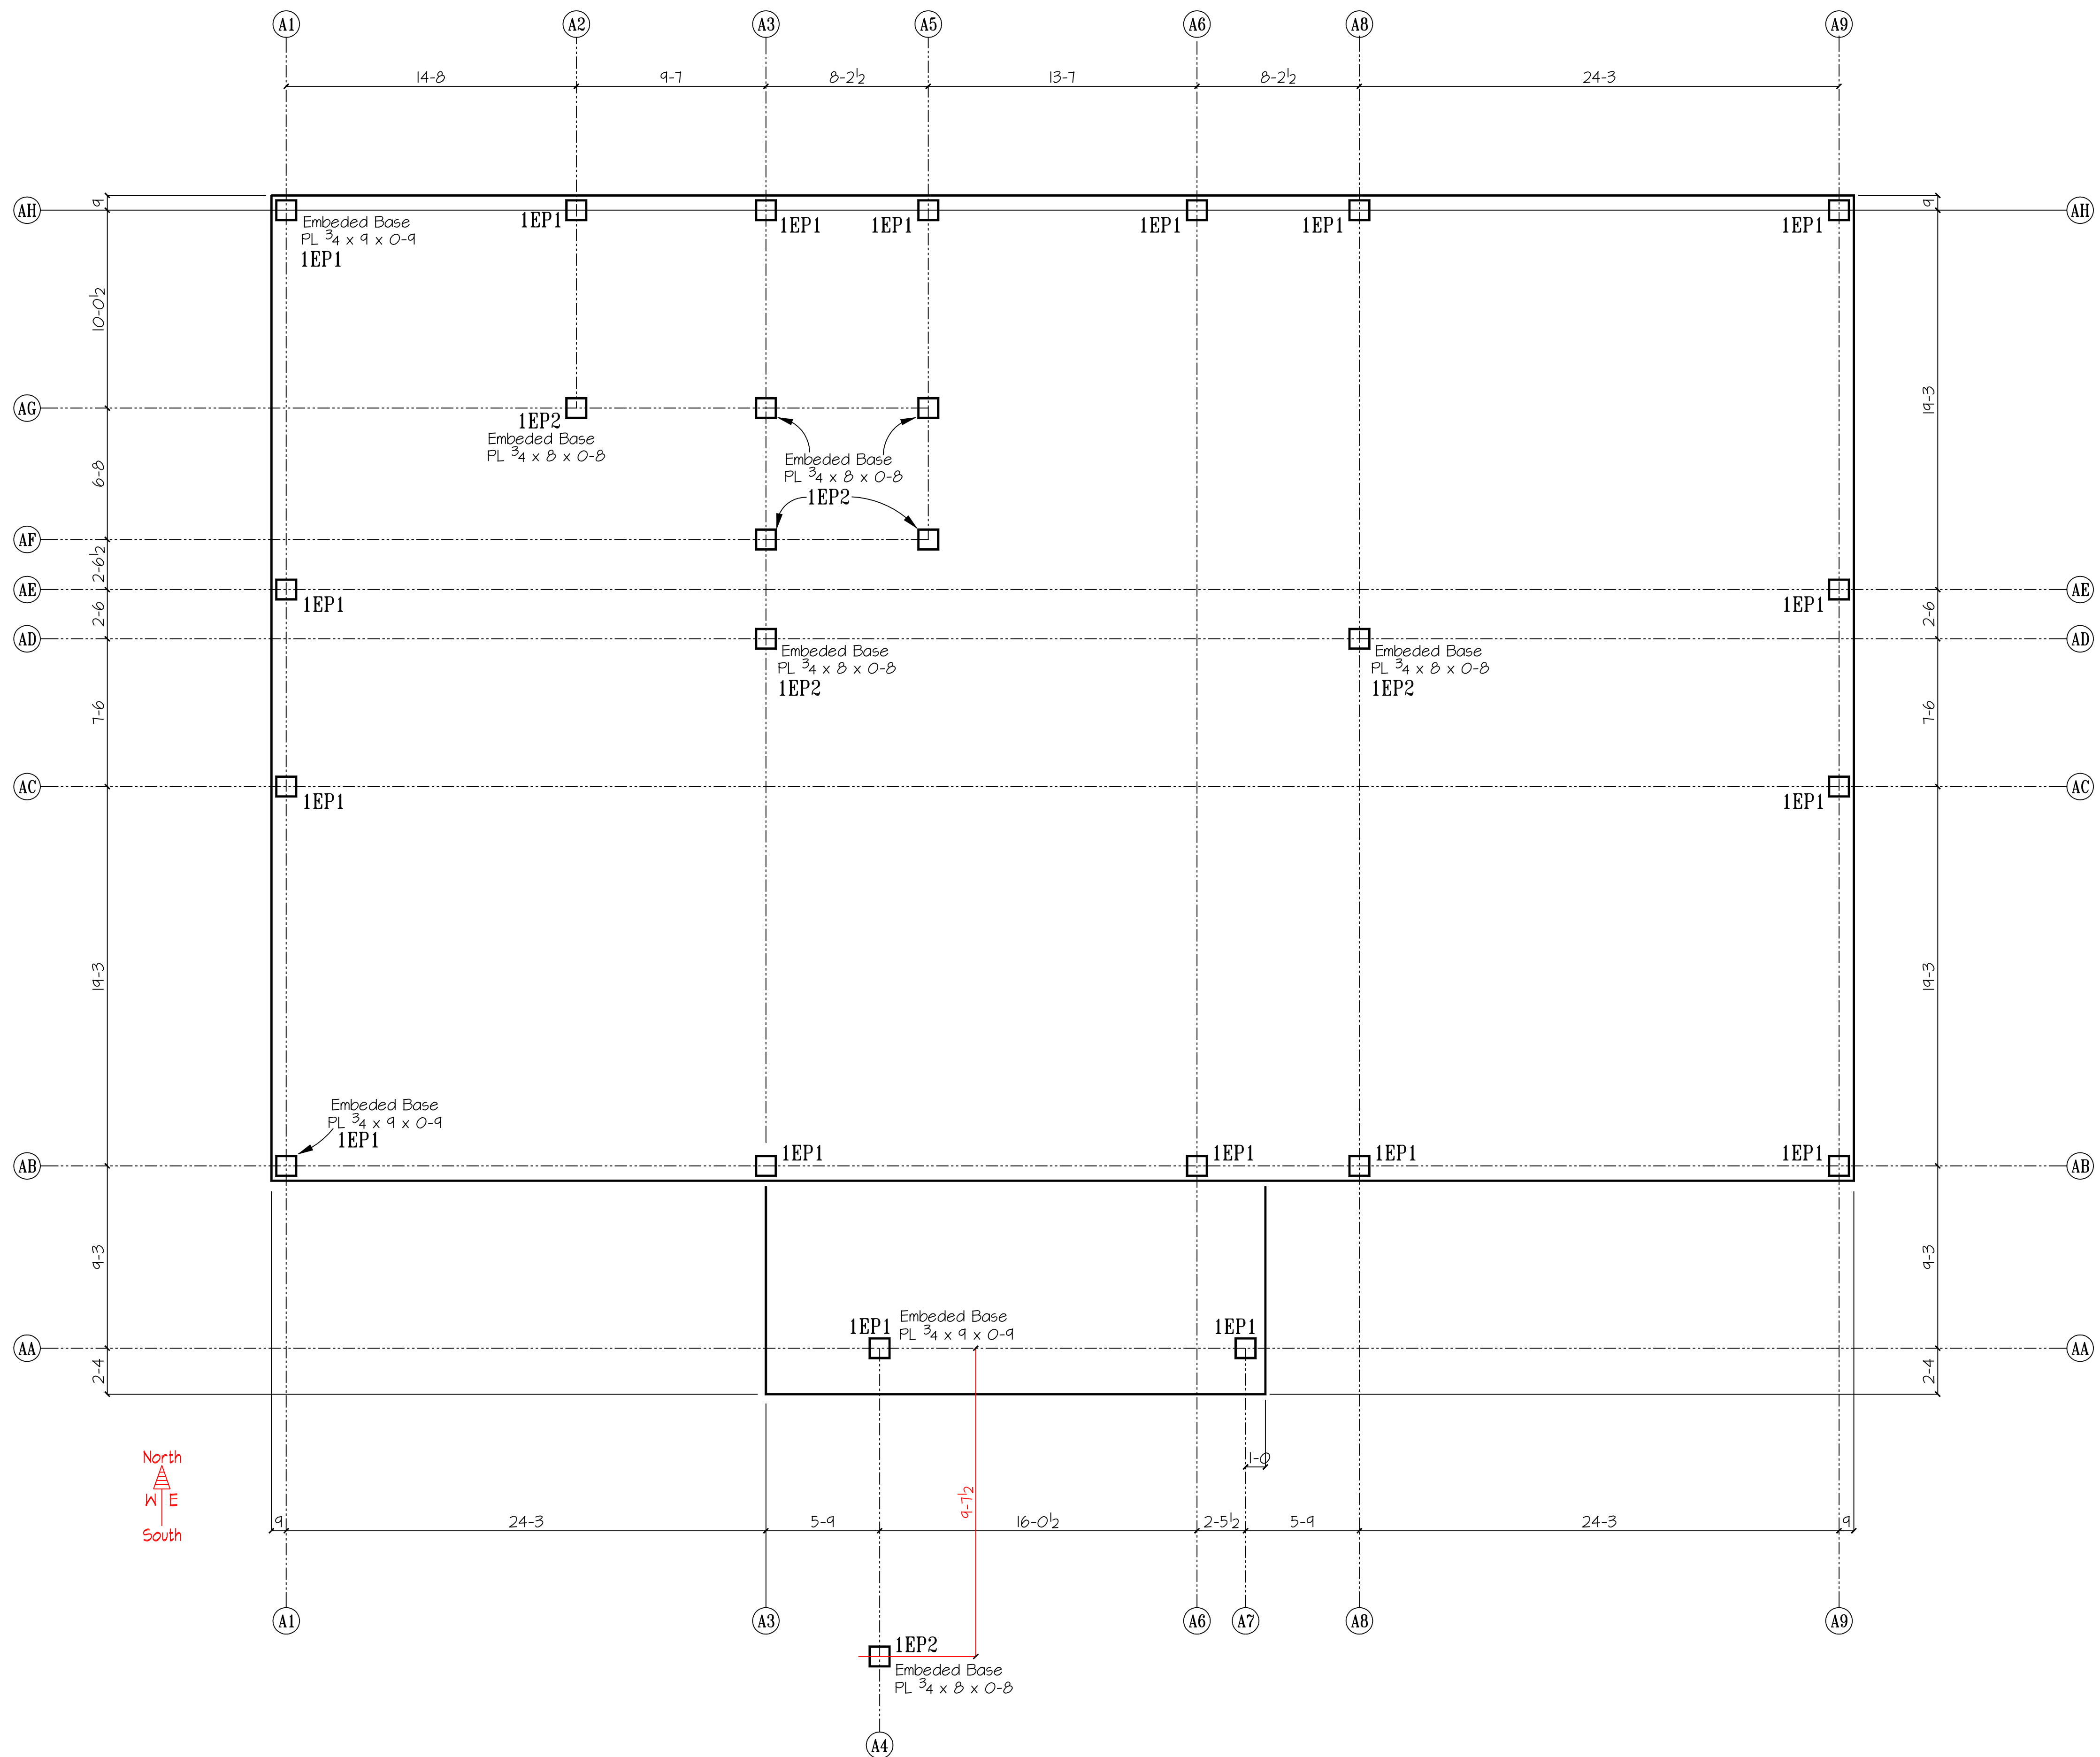 A1 A2 A3 A5 A6 A8 A9
14-8 9-7 8-2½ 13-7 8-2½ 24-3
9 9
AH AH
1EP1 1EP1 1EP1 1EP1 1EP1 1EP1
Embeded Base
PL ¾ x 9 x 0-9
1EP1
10-0½
19-3
AG
1EP2
Embeded Base
PL ¾ x 8 x 0-8
Embeded Base
PL ¾ x 8 x 0-8
1EP2
6-8
AF
2-6½
AE AE
1EP1 1EP1
2-6 2-6
AD AD
Embeded Base
PL ¾ x 8 x 0-8
1EP2
Embeded Base
PL ¾ x 8 x 0-8
1EP2
7-6 7-6
AC AC
1EP1 1EP1
19-3 19-3
Embeded Base
PL ¾ x 9 x 0-9
1EP1
1EP1 1EP1 1EP1 1EP1
AB AB
9-3 9-3
Embeded Base
PL ¾ x 9 x 0-9
1EP1 1EP1
AA AA
2-4 2-4
1-0
North
W E
South
9-7½
9 24-3 5-9 16-0½ 2-5½ 5-9 24-3 9
A1 A3 A6 A7 A8 A9
1EP2
Embeded Base
PL ¾ x 8 x 0-8
A4